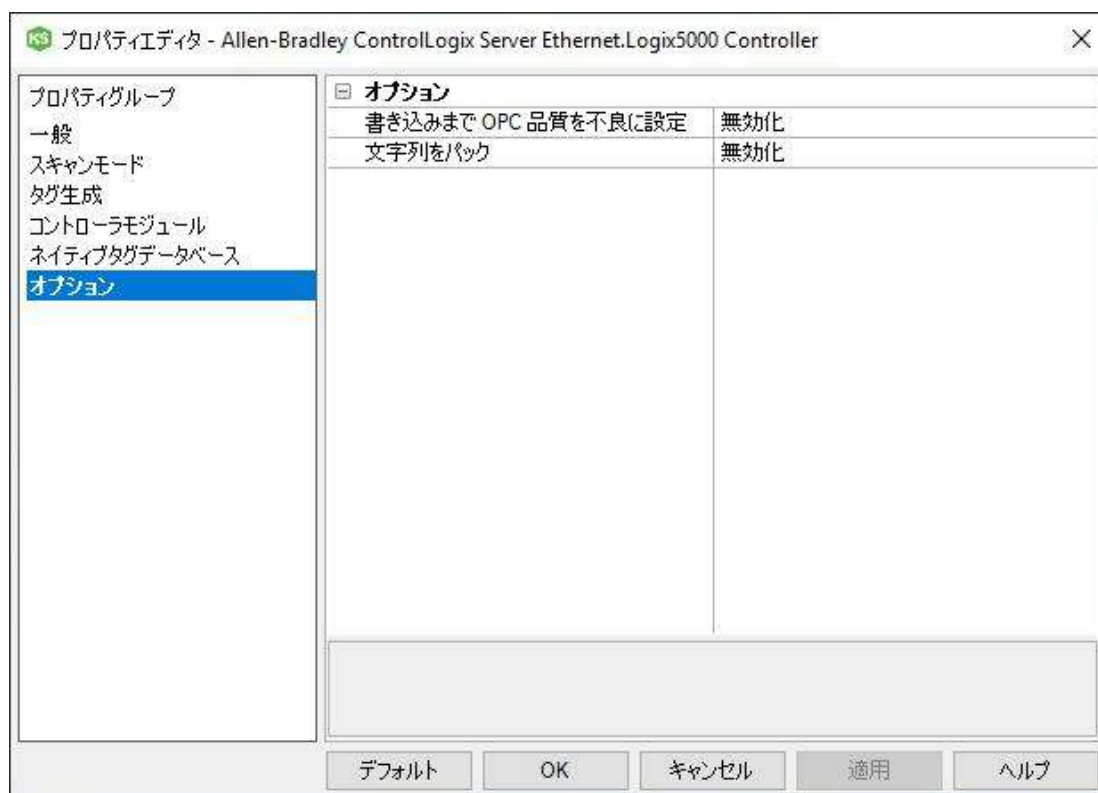 KS プロパティエディタ - Allen-Bradley ControlLogix Server Ethernet.Logix5000 Controller
プロパティグループ
一般
スキャンモード
タグ生成
コントローラモジュール
ネイティブタグデータベース
オプション
オプション
書き込みまで OPC 品質を不良に設定 無効化
文字列をパック 無効化
デフォルト OK キャンセル 適用 ヘルプ